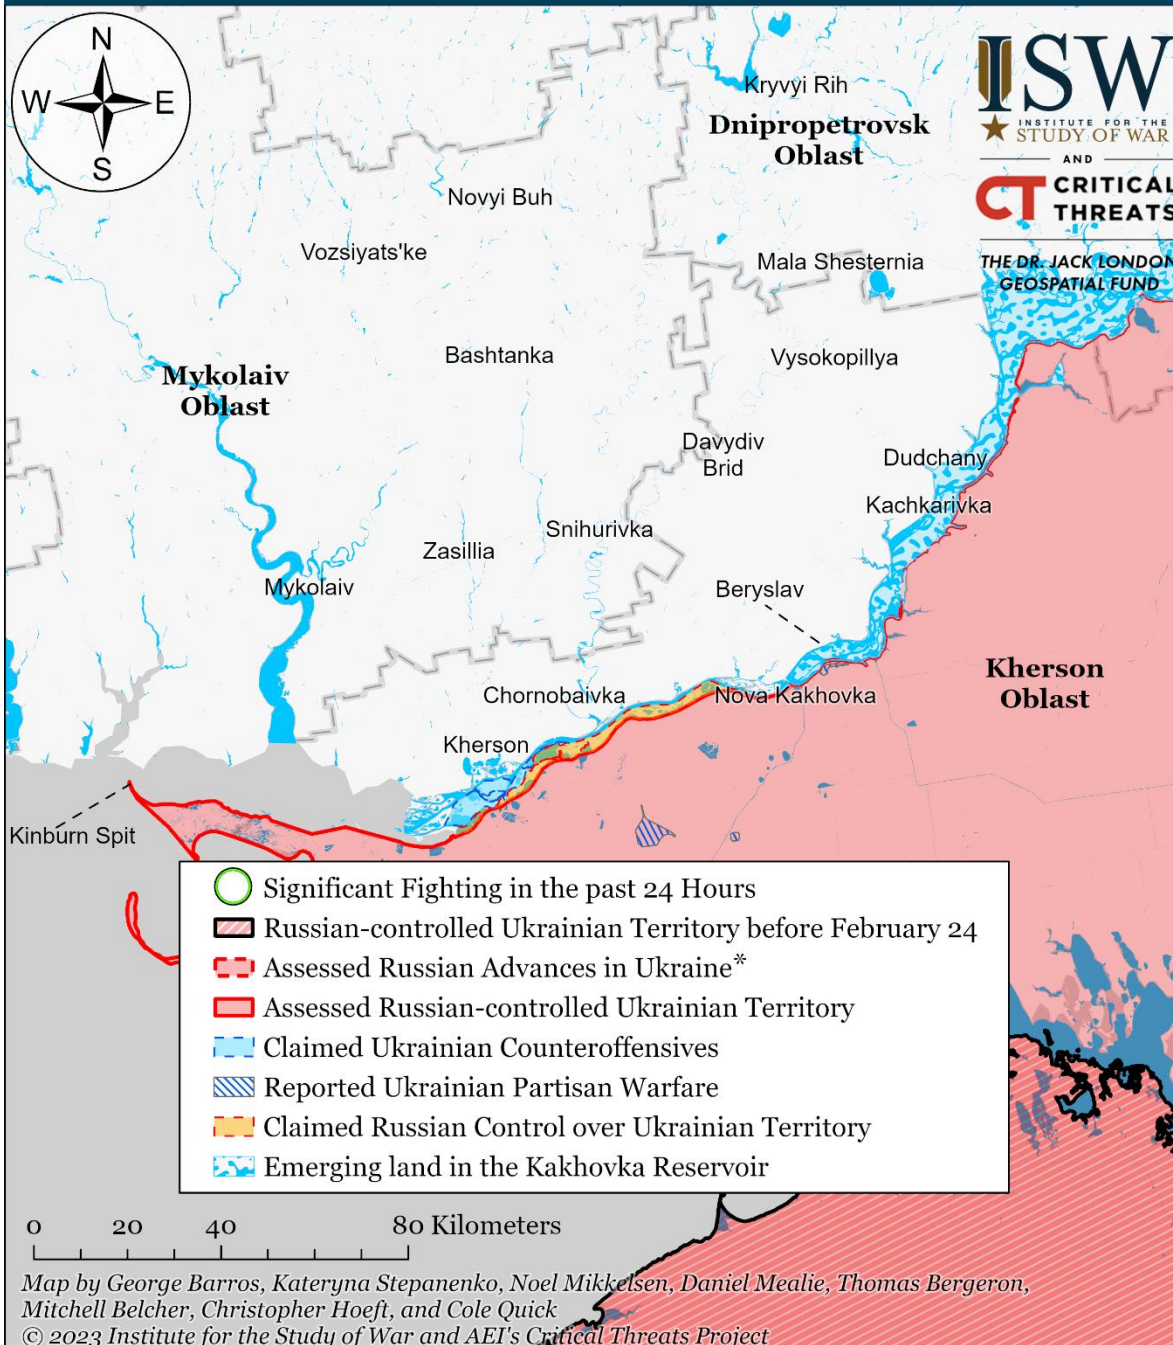 N
W E
S
ISW
INSTITUTE FOR THE
STUDY OF WAR
AND
CT CRITICAL
THREATS
THE DR. JACK LONDON
GEOSPATIAL FUND
Kryvyi Rih
Dnipropetrovsk
Oblast
Novyi Buh
Vozsiyats'ke
Mala Shesternia
Bashtanka
Vysokopillya
Mykolaiv
Oblast
Davydiv
Brid
Dudchany
Kachkarivka
Snihurivka
Zasillia
Mykolaiv
Beryslav
Kherson
Oblast
Chornobaivka
Nova Kakhovka
Kherson
Kinburn Spit
Significant Fighting in the past 24 Hours
Russian-controlled Ukrainian Territory before February 24
Assessed Russian Advances in Ukraine*
Assessed Russian-controlled Ukrainian Territory
Claimed Ukrainian Counteroffensives
Reported Ukrainian Partisan Warfare
Claimed Russian Control over Ukrainian Territory
Emerging land in the Kakhovka Reservoir
0 20 40 80 Kilometers
Map by George Barros, Kateryna Stepanenko, Noel Mikkelsen, Daniel Mealie, Thomas Bergeron,
Mitchell Belcher, Christopher Hoeft, and Cole Quick
© 2023 Institute for the Study of War and AEI's Critical Threats Project